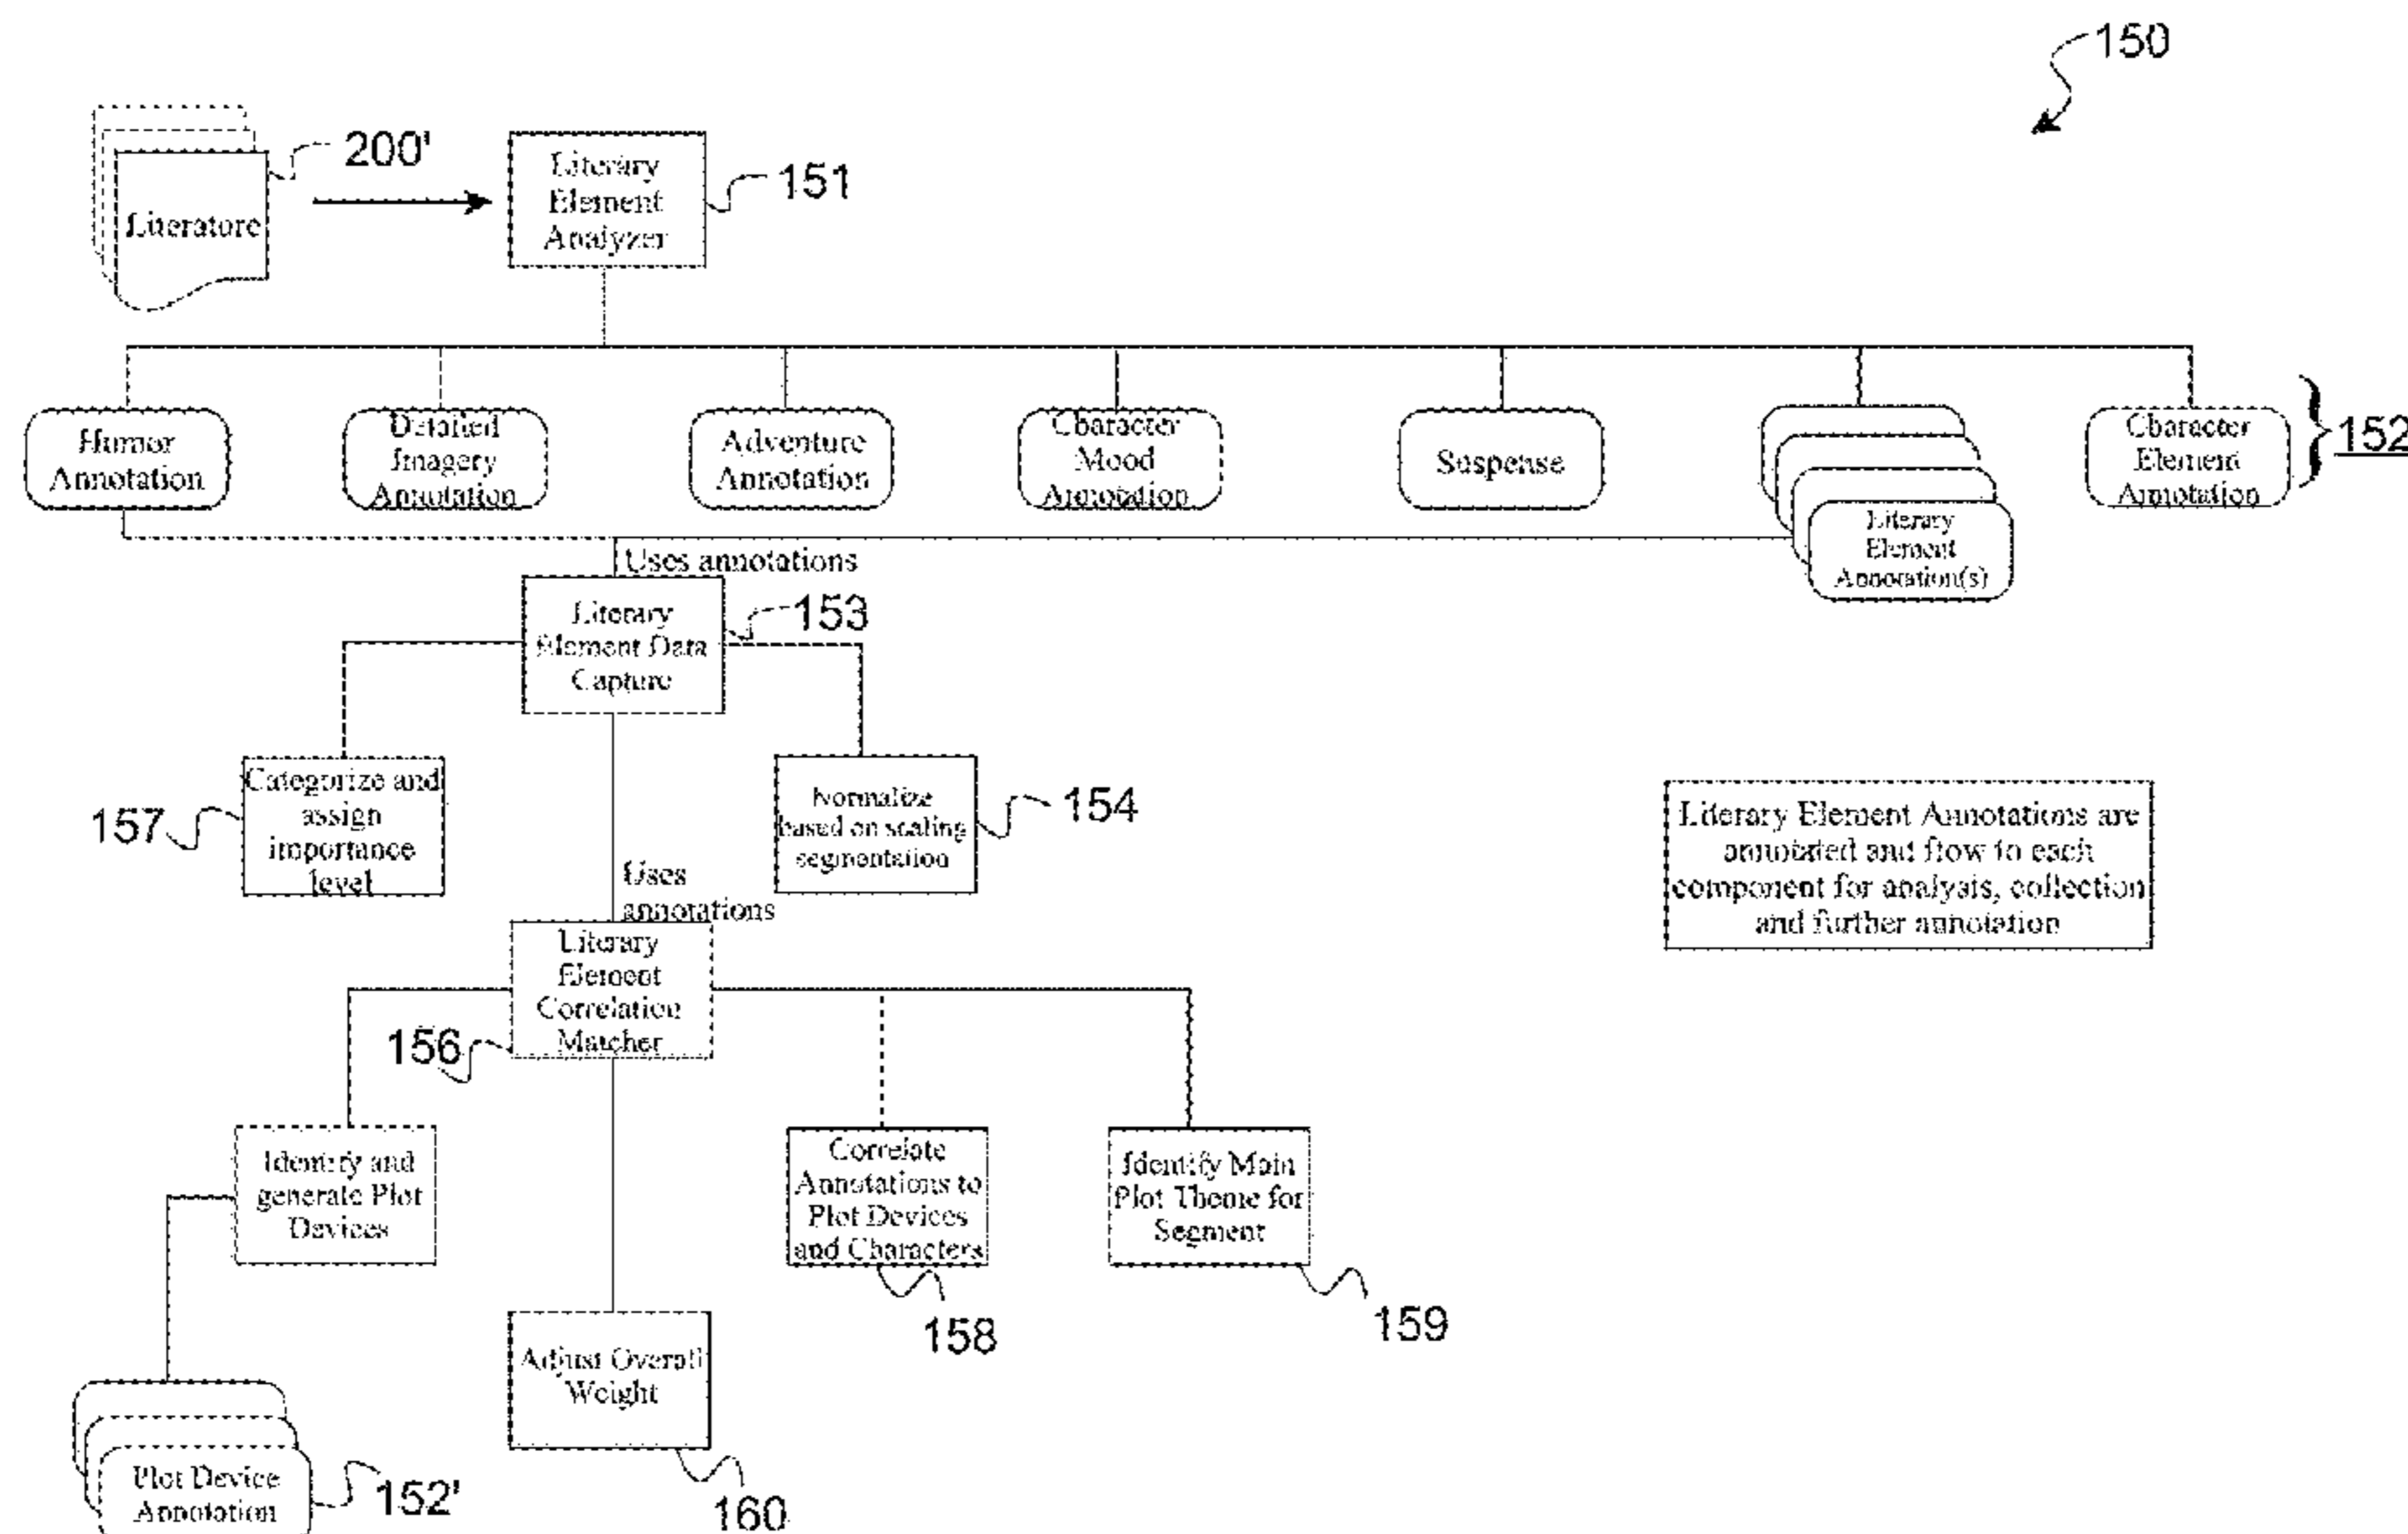 150
200'
Literature
Literary
Element
Analyzer
151
Humor
Annotation
Detailed
Imagery
Annotation
Adventure
Annotation
Character
Mood
Annotation
Suspense
Literary
Element
Annotation(s)
Character
Element
Annotation
152
Uses annotations
Literary
Element Data
Capture
153
Categorize and
assign
importance
level
157
Normalize
based on scaling
segmentation
154
Literary Element Annotations are
annotated and flow to each
component for analysis, collection
and further annotation
Uses
annotations
Literary
Element
Correlation
Matcher
156
Identify and
generate Plot
Devices
Correlate
Annotations to
Plot Devices
and Characters
158
Identify Main
Plot Theme for
Segment
159
Adjust Overall
Weight
160
Plot Device
Annotation
152'